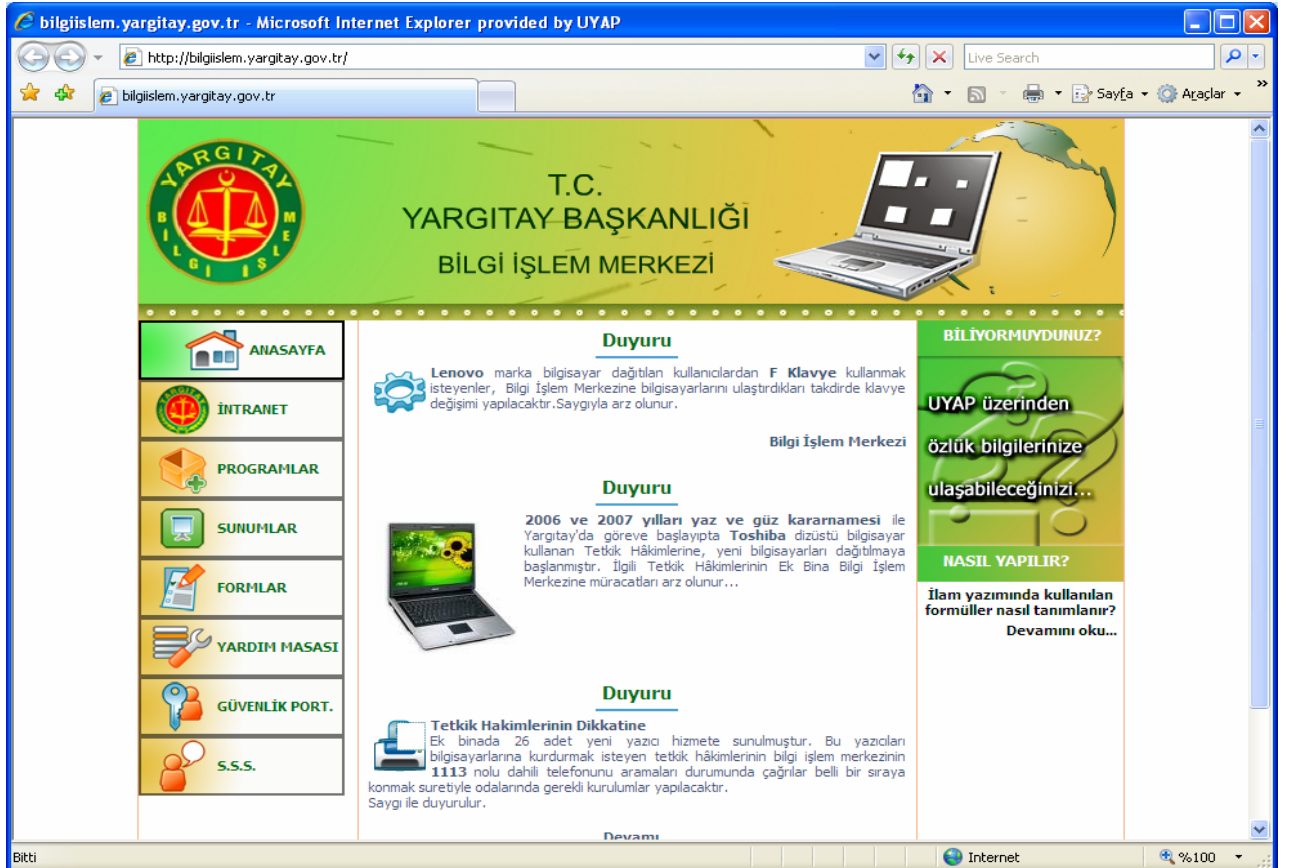 bilgiislem.yargitay.gov.tr - Microsoft Internet Explorer provided by UYAP
http://bilgiislem.yargitay.gov.tr/
Live Search
bilgiislem.yargitay.gov.tr
Sayfa
Araçlar
YARGITAY
BİLGİ İŞLEM
T.C.
YARGITAY BAŞKANLIĞI
BİLGİ İŞLEM MERKEZİ
ANASAYFA
İNTRANET
PROGRAMLAR
SUNUMLAR
FORMLAR
YARDIM MASASI
GÜVENLİK PORT.
S.S.S.
Duyuru
Lenovo marka bilgisayar dağıtılan kullanıcılardan F Klavye kullanmak
isteyenler, Bilgi İşlem Merkezine bilgisayarlarını ulaştırdıkları takdirde klavye
değişimi yapılacaktır.Saygıyla arz olunur.
Bilgi İşlem Merkezi
Duyuru
2006 ve 2007 yılları yaz ve güz kararnamesi ile
Yargıtay'da göreve başlayıpta Toshiba dizüstü bilgisayar
kullanan Tetkik Hâkimlerine, yeni bilgisayarları dağıtılmaya
başlanmıştır. İlgili Tetkik Hâkimlerinin Ek Bina Bilgi İşlem
Merkezine müracatları arz olunur...
Duyuru
Tetkik Hakimlerinin Dikkatine
Ek binada 26 adet yeni yazıcı hizmete sunulmuştur. Bu yazıcıları
bilgisayarlarına kurdurmak isteyen tetkik hâkimlerinin bilgi işlem merkezinin
1113 nolu dahili telefonunu aramaları durumunda çağrılar belli bir sıraya
konmak suretiyle odalarında gerekli kurulumlar yapılacaktır.
Saygı ile duyurulur.
Devamı
BİLİYORMUYDUNUZ?
UYAP üzerinden
özlük bilgilerinize
ulaşabileceğinizi...
NASIL YAPILIR?
İlam yazımında kullanılan
formüller nasıl tanımlanır?
Devamını oku...
Bitti
Internet
%100